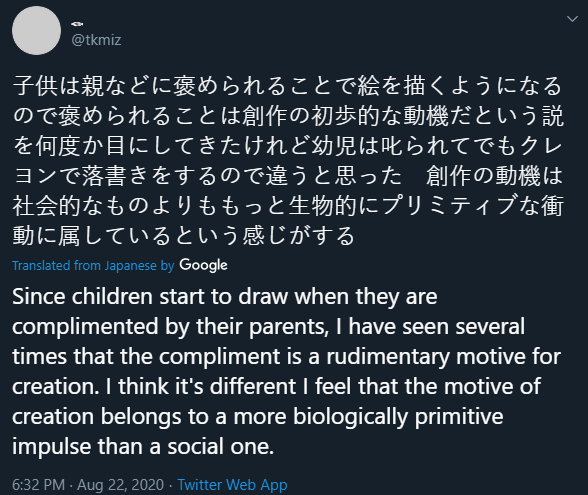 ✒
@tkmiz
子供は親などに褒められることで絵を描くようになる
ので褒められることは創作の初歩的な動機だという説
を何度か目にしてきたけれど幼児は叱られてでもクレ
ヨンで落書きをするので違うと思った　創作の動機は
社会的なものよりももっと生物的にプリミティブな衝
動に属しているという感じがする
Translated from Japanese by Google
Since children start to draw when they are
complimented by their parents, I have seen several
times that the compliment is a rudimentary motive for
creation. I think it's different I feel that the motive of
creation belongs to a more biologically primitive
impulse than a social one.
6:32 PM · Aug 22, 2020 · Twitter Web App